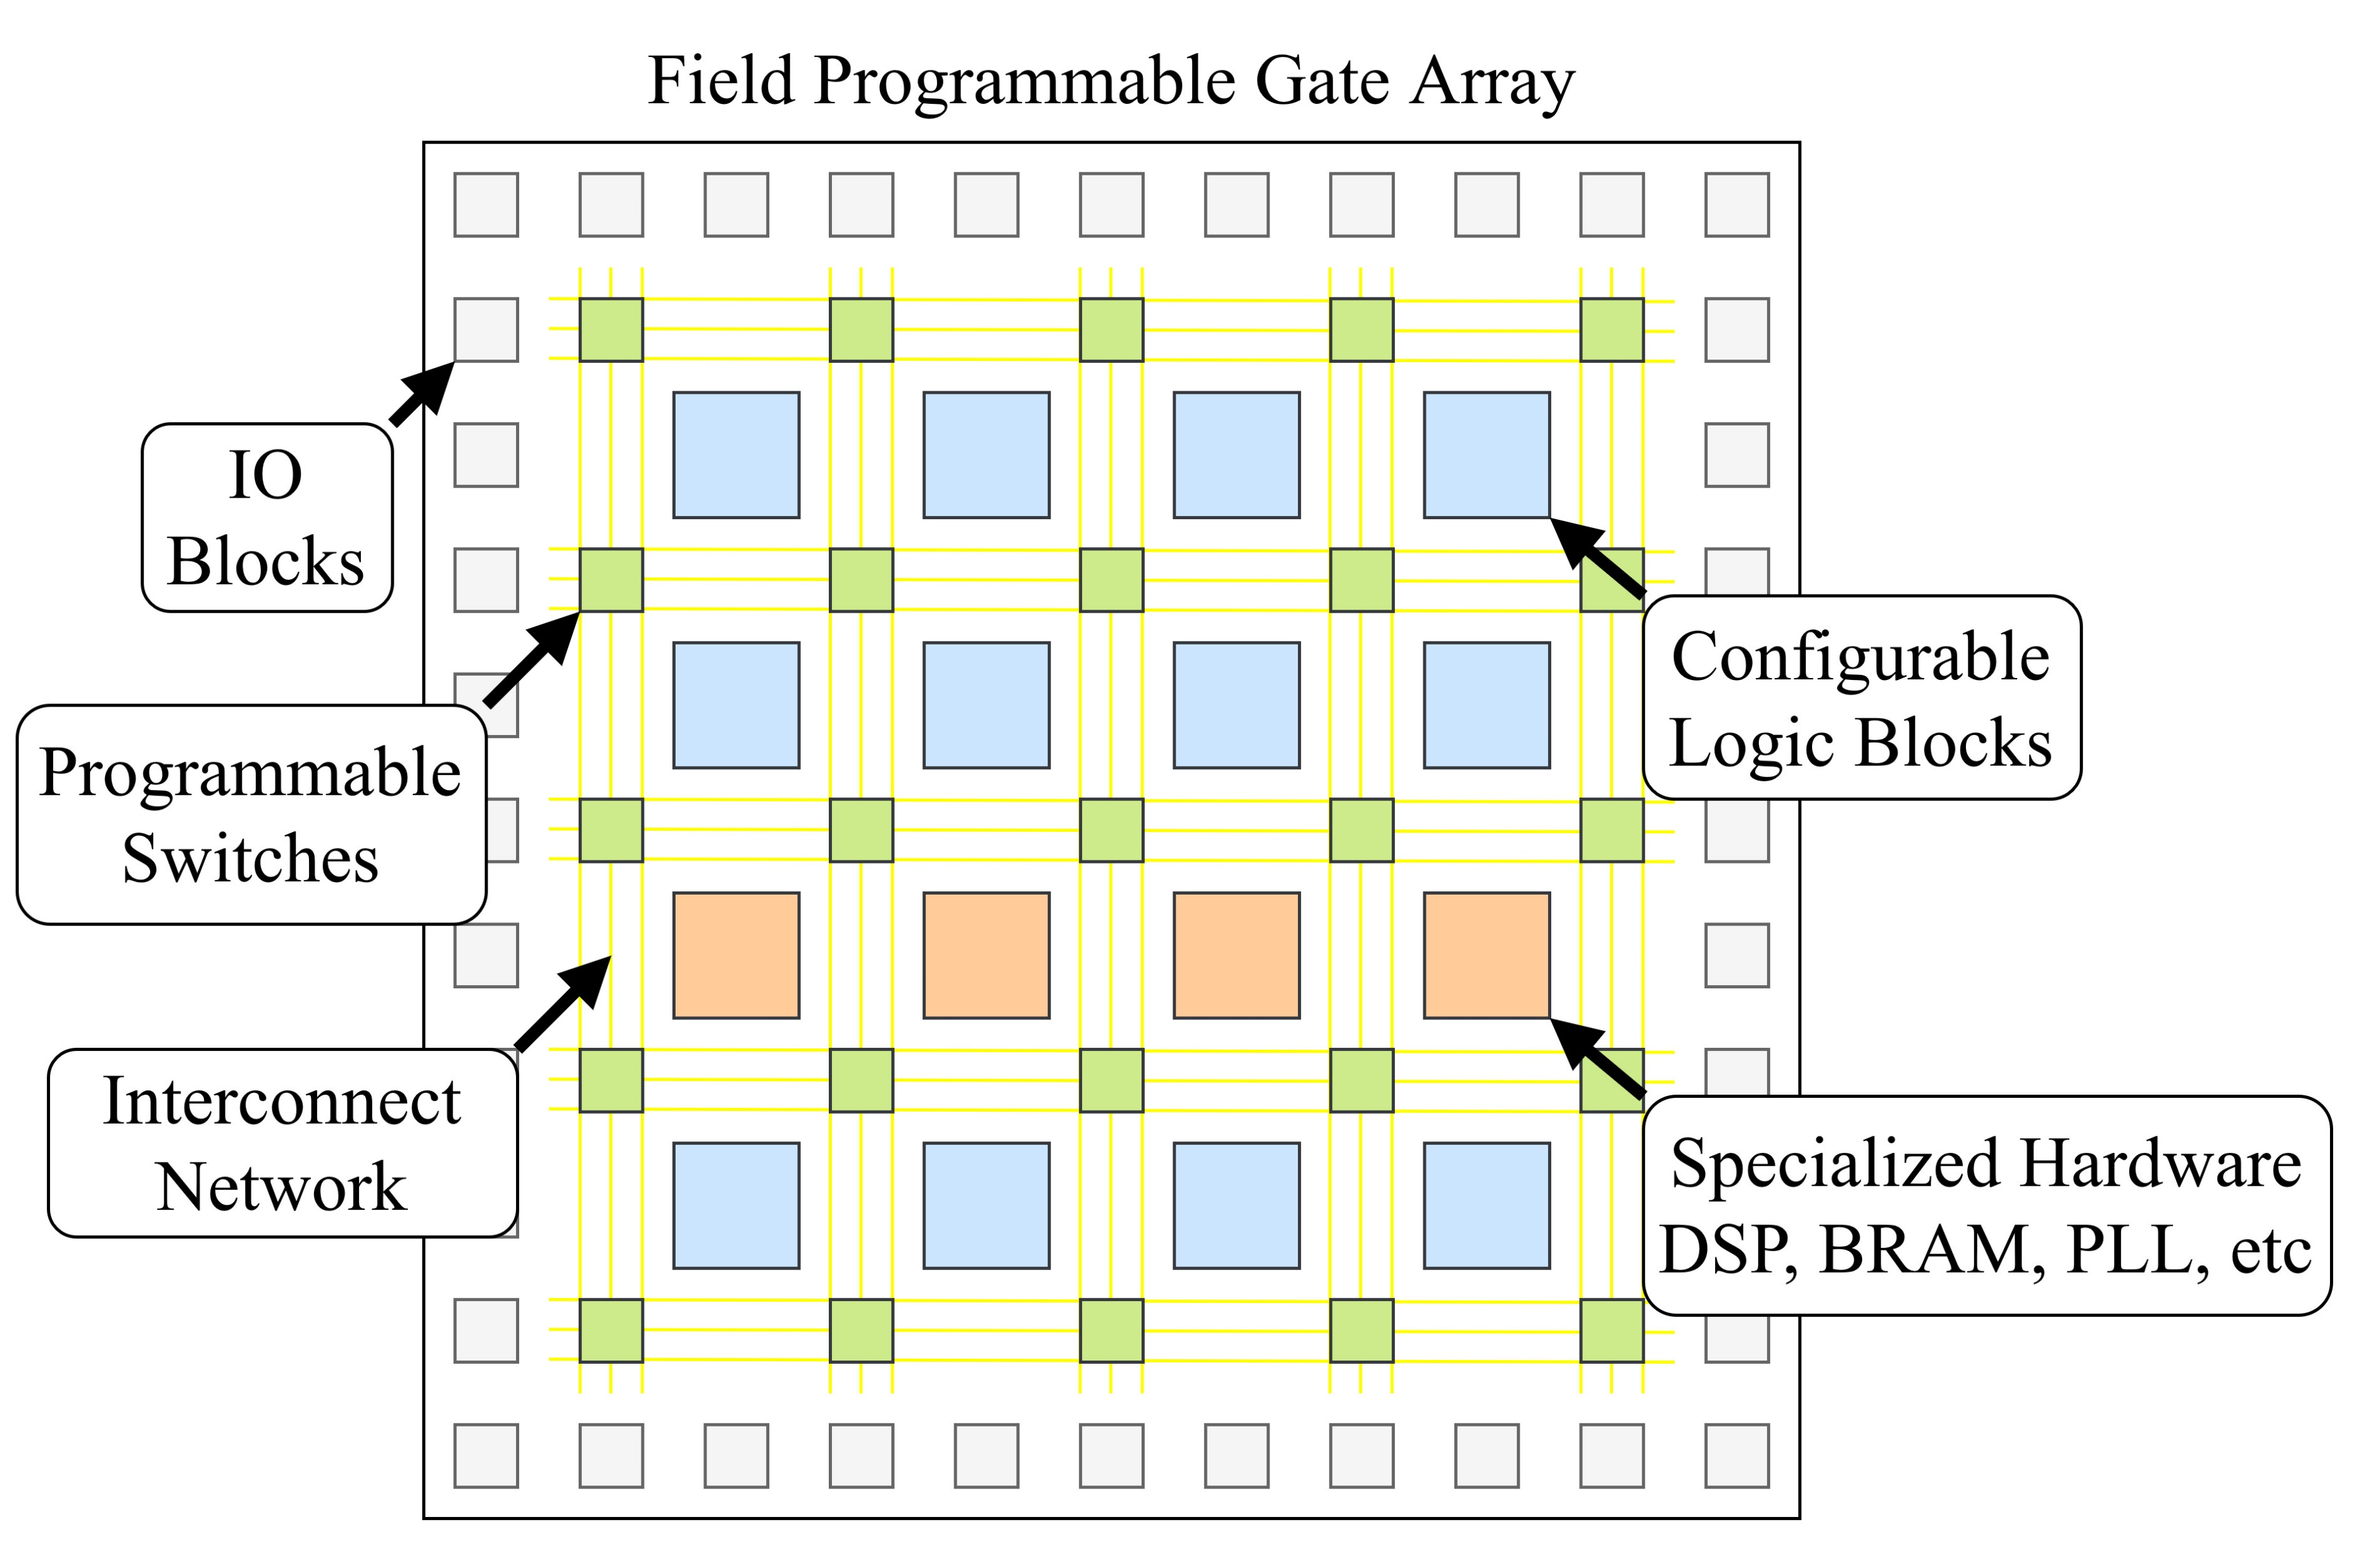 Field Programmable Gate Array
IO
Blocks
Programmable
Switches
Interconnect
Network
Configurable
Logic Blocks
Specialized Hardware
DSP, BRAM, PLL, etc